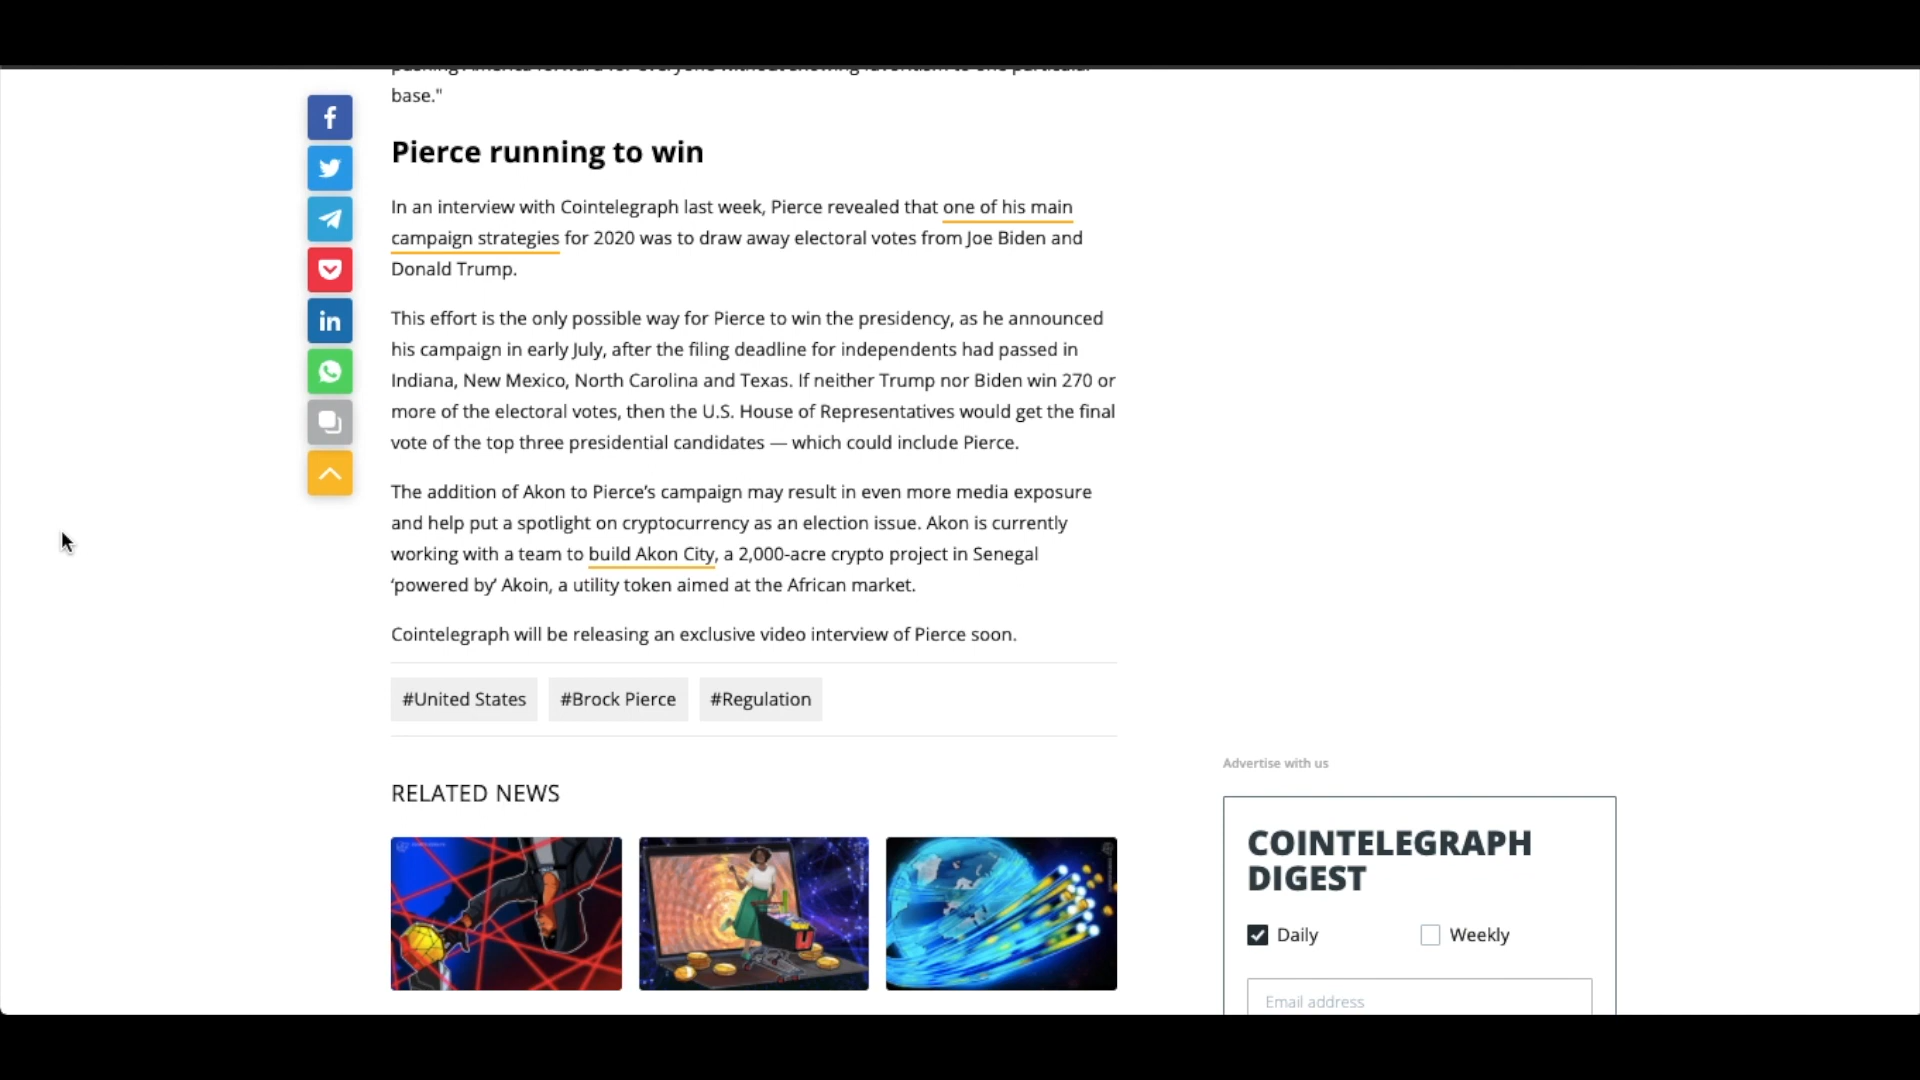 base."
Pierce running to win
In an interview with Cointelegraph last week, Pierce revealed that one of his main
campaign strategies for 2020 was to draw away electoral votes from Joe Biden and
Donald Trump.
This effort is the only possible way for Pierce to win the presidency, as he announced
his campaign in early July, after the filing deadline for independents had passed in
Indiana, New Mexico, North Carolina and Texas. If neither Trump nor Biden win 270 or
more of the electoral votes, then the U.S. House of Representatives would get the final
vote of the top three presidential candidates — which could include Pierce.
The addition of Akon to Pierce's campaign may result in even more media exposure
and help put a spotlight on cryptocurrency as an election issue. Akon is currently
working with a team to build Akon City, a 2,000-acre crypto project in Senegal
‘powered by’ Akoin, a utility token aimed at the African market.
Cointelegraph will be releasing an exclusive video interview of Pierce soon.
#United States #Brock Pierce #Regulation
RELATED NEWS
Advertise with us
COINTELEGRAPH
DIGEST
Daily Weekly
Email address